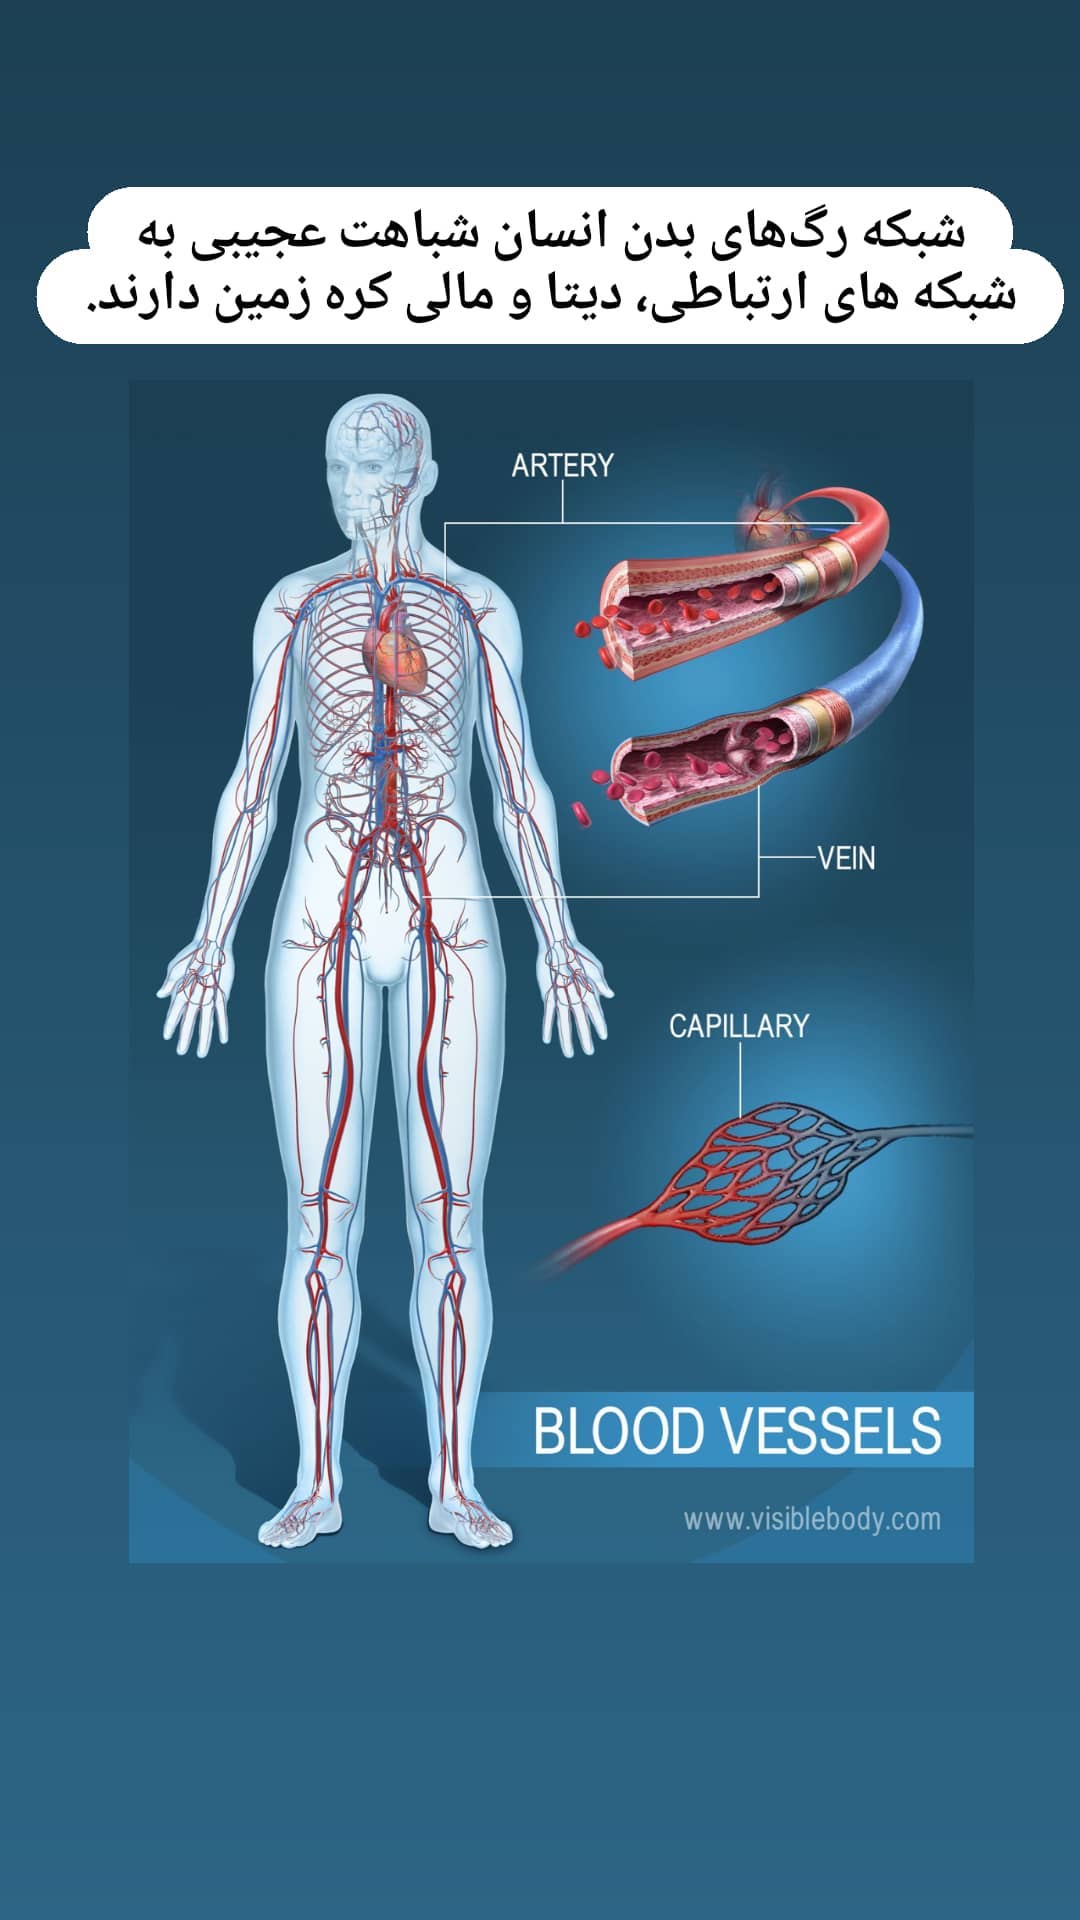 شبکه رگ‌های بدن انسان شباهت عجیبی به
شبکه های ارتباطی، دیتا و مالی کره زمین دارند.
ARTERY
VEIN
CAPILLARY
BLOOD VESSELS
www.visiblebody.com